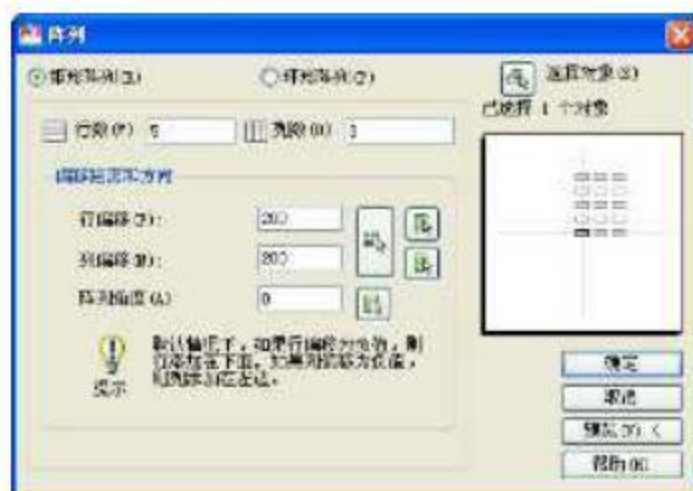 阵列
矩形阵列(R) 环形阵列(P) 选择对象(S)
已选择 1 个对象
行数(W) 5 列数(O) 3
偏移距离和方向
行偏移(F): 200
列偏移(M): 200
阵列角度(A) 0
默认情况下，如果行偏移为负值，则
行添加在下面。如果列偏移为负值，
则列添加在左边。
提示
确定
取消
预览(V) <
帮助(H)